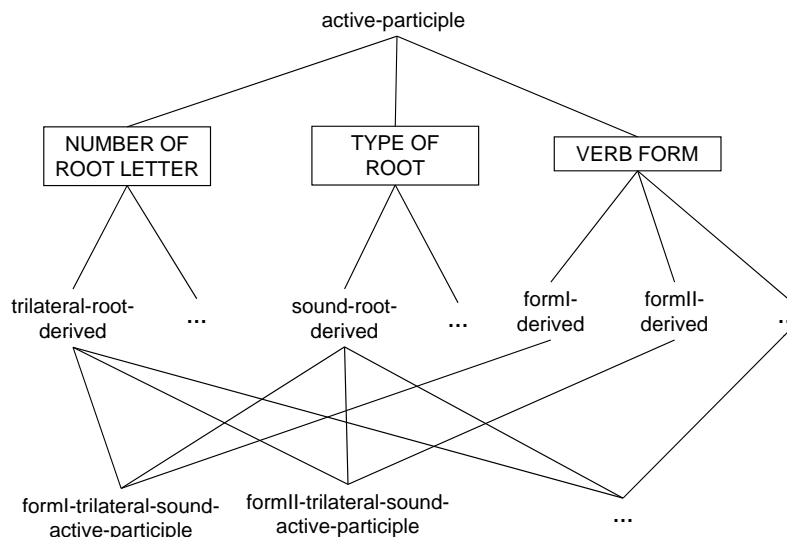 active-participle
NUMBER OF
ROOT LETTER
TYPE OF
ROOT
VERB FORM
trilateral-root-
derived
...
sound-root-
derived
...
formI-
derived
formII-
derived
...
formI-trilateral-sound-
active-participle
formII-trilateral-sound-
active-participle
...